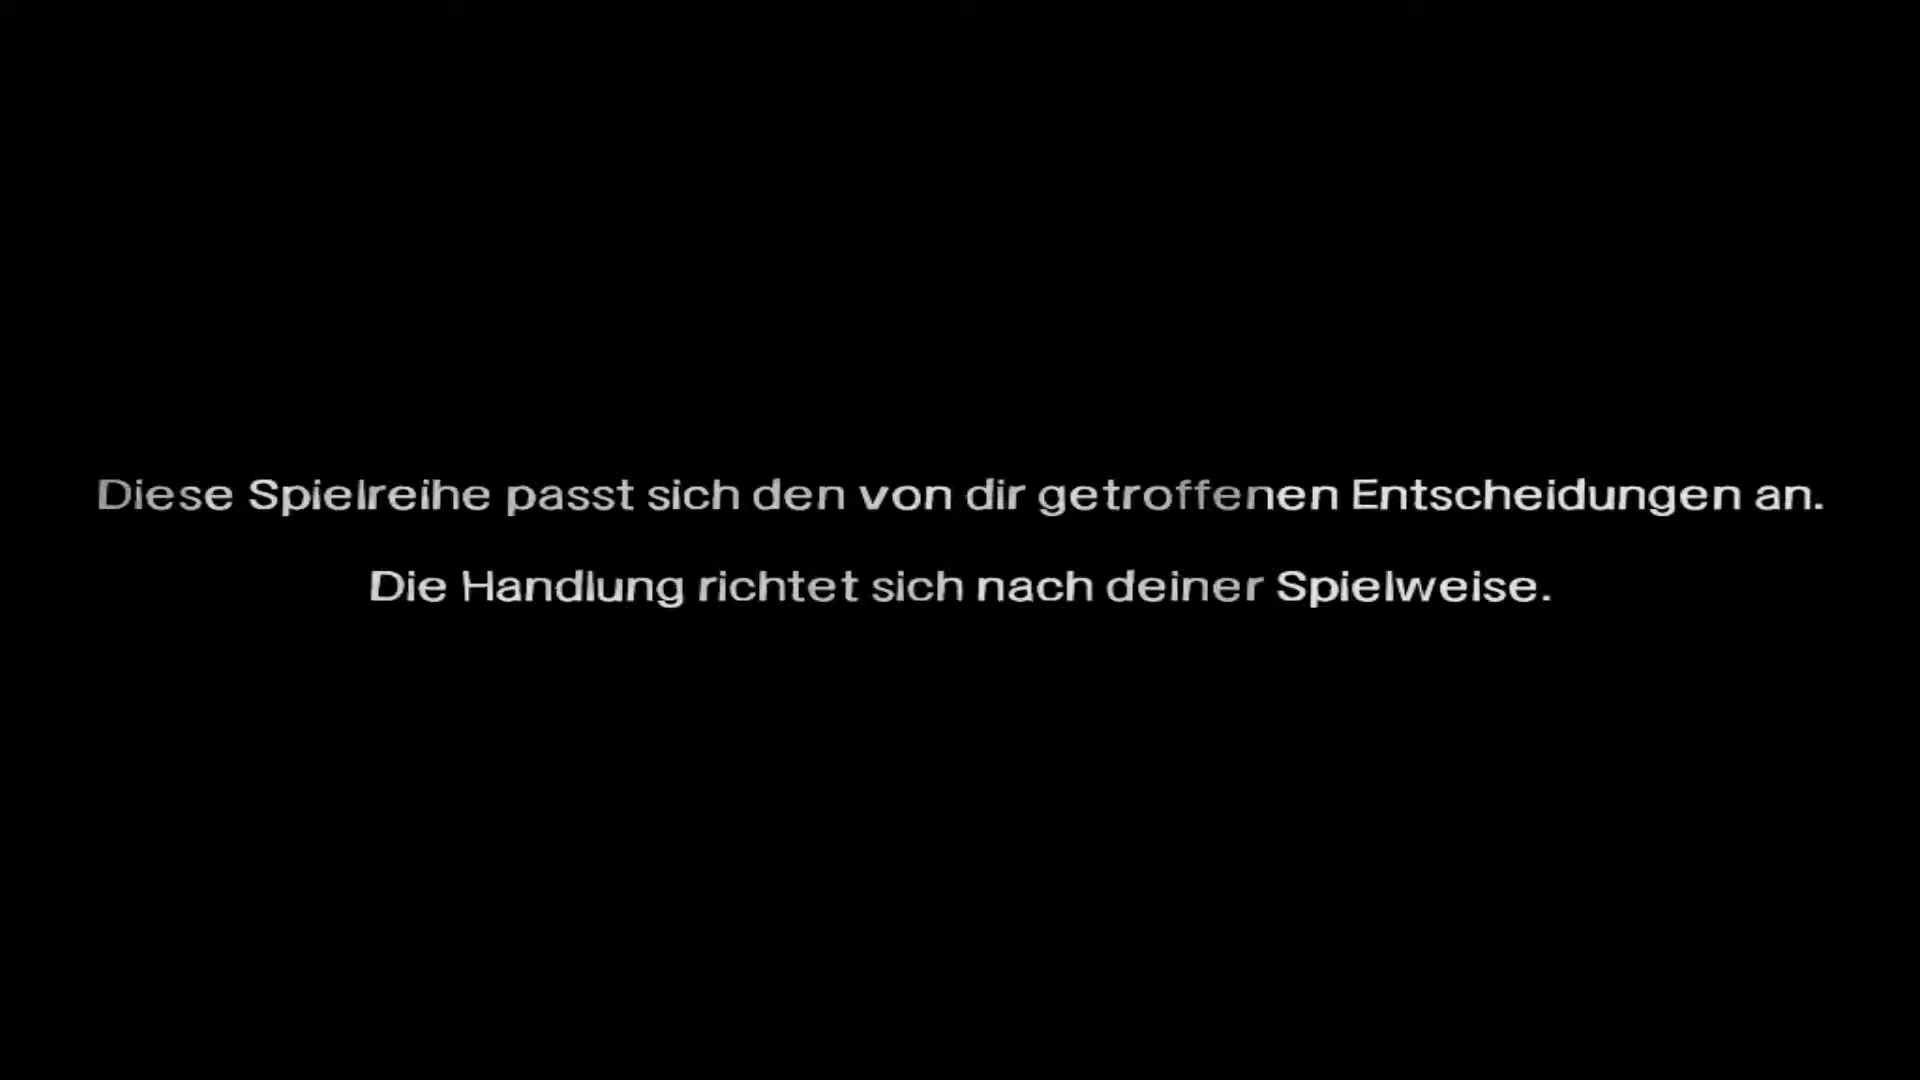 Diese Spielreihe passt sich den von dir getroffenen Entscheidungen an.
Die Handlung richtet sich nach deiner Spielweise.